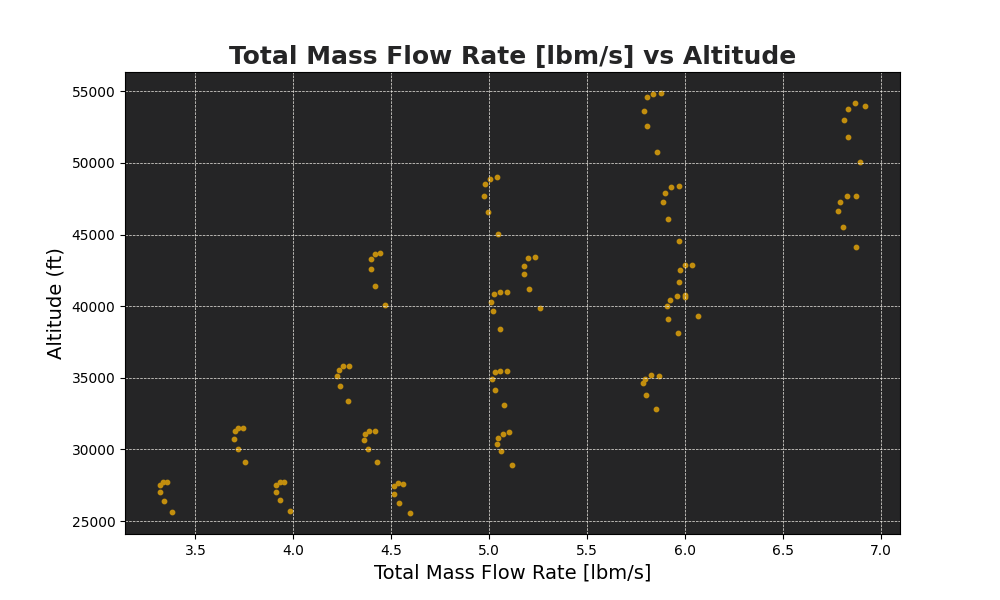 Total Mass Flow Rate [lbm/s] vs Altitude
55000
50000
45000
40000
35000
30000
25000
Altitude (ft)
3.5 4.0 4.5 5.0 5.5 6.0 6.5 7.0
Total Mass Flow Rate [lbm/s]